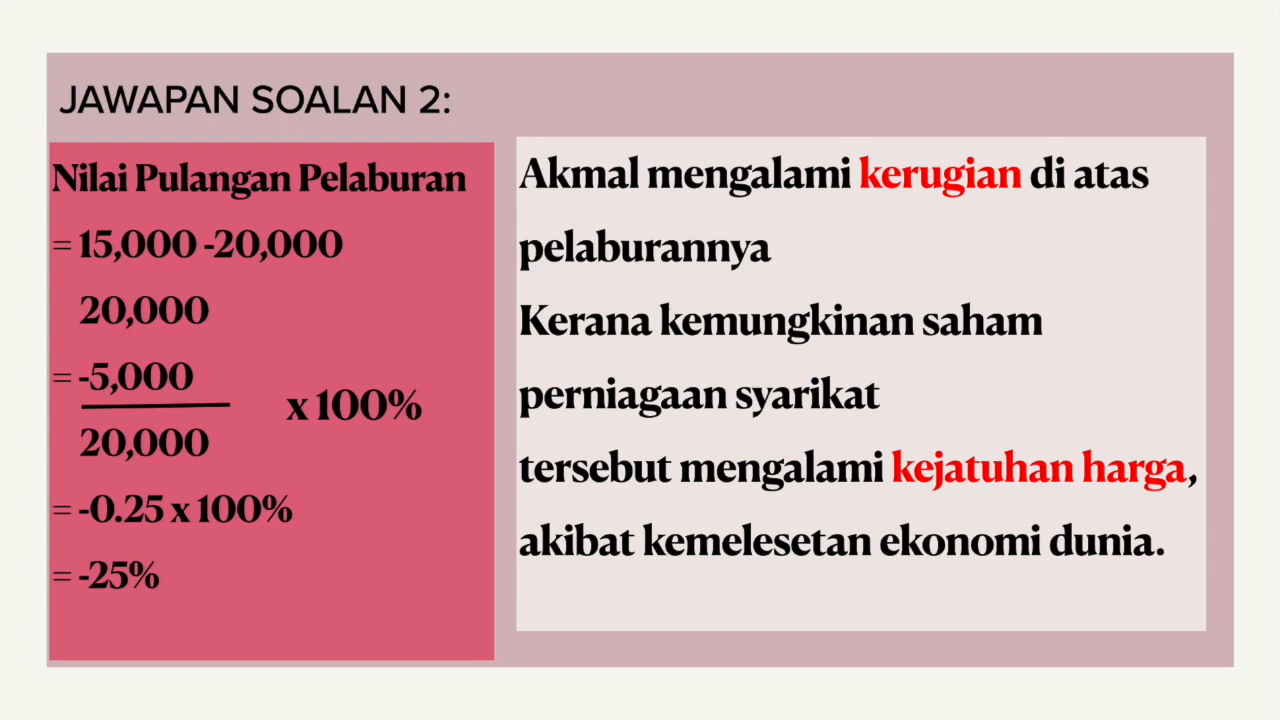 JAWAPAN SOALAN 2:
Nilai Pulangan Pelaburan
= 15,000 -20,000
20,000
= -5,000
x 100%
20,000
= -0.25 x 100%
= -25%
Akmal mengalami kerugian di atas
pelaburannya
Kerana kemungkinan saham
perniagaan syarikat
tersebut mengalami kejatuhan harga,
akibat kemelesetan ekonomi dunia.